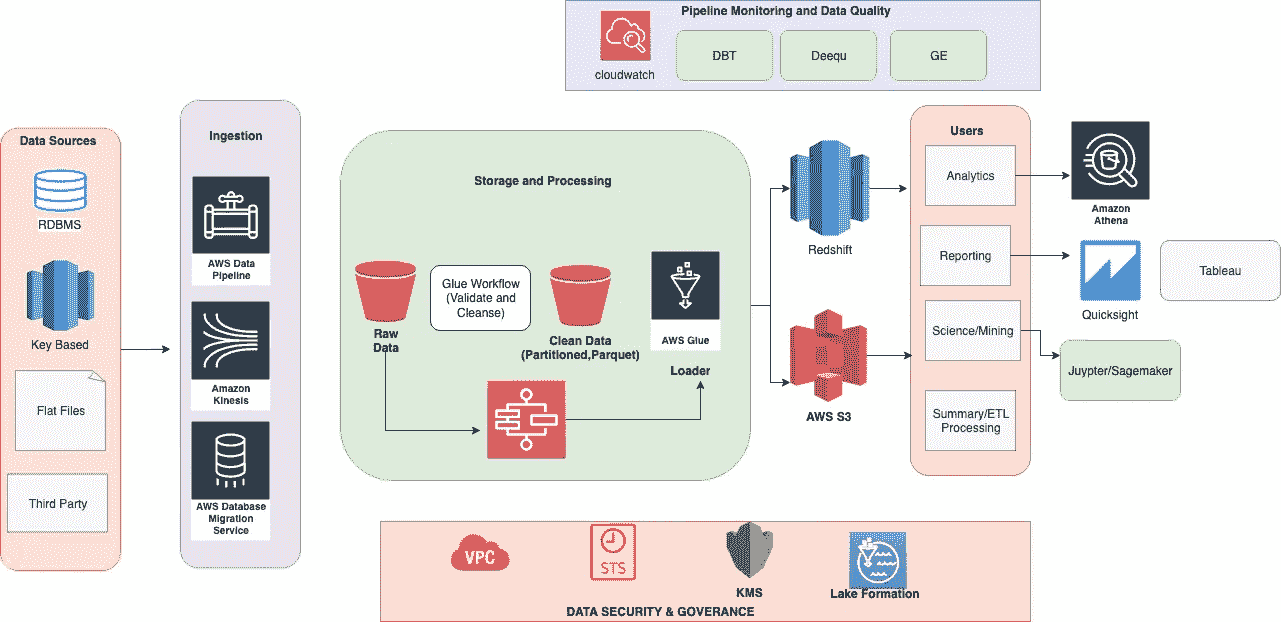 Pipeline Monitoring and Data Quality
cloudwatch
DBT
Deequ
GE
Data Sources
RDBMS
Key Based
Flat Files
Third Party
Ingestion
AWS Data
Pipeline
Amazon
Kinesis
AWS Database
Migration
Service
Storage and Processing
Raw
Data
Glue Workflow
(Validate and
Cleanse)
Clean Data
(Partitioned,Parquet)
AWS Glue
Loader
Redshift
AWS S3
Users
Analytics
Reporting
Science/Mining
Summary/ETL
Processing
Amazon
Athena
Quicksight
Tableau
Juypter/Sagemaker
VPC
STS
KMS
Lake Formation
DATA SECURITY & GOVERANCE